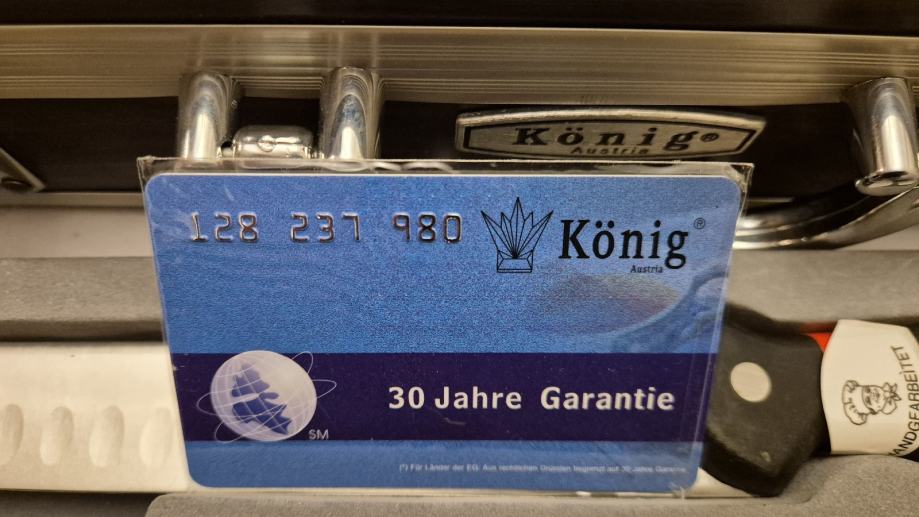 König®
Austria
128 237 980
König®
Austria
30 Jahre Garantie
SM
(*) Für Länder der EG. Aus rechtlichen Gründen begrenzt auf 30 Jahre Garantie
HANDGEARBEITET